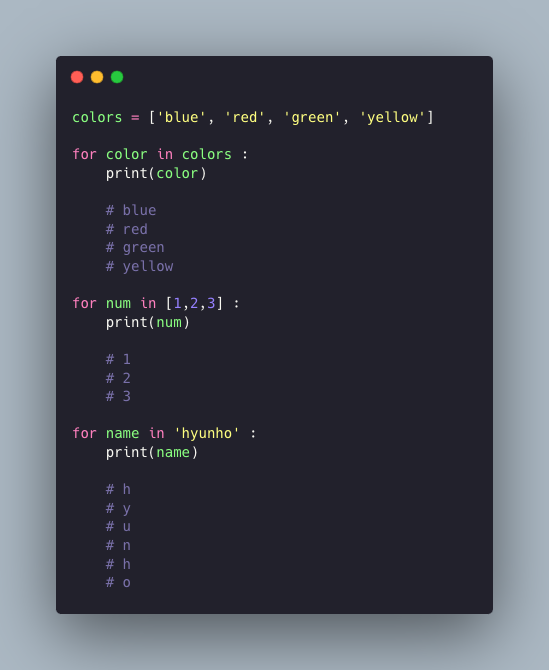 colors = ['blue', 'red', 'green', 'yellow']
for color in colors :
    print(color)
    # blue
    # red
    # green
    # yellow
for num in [1,2,3] :
    print(num)
    # 1
    # 2
    # 3
for name in 'hyunho' :
    print(name)
    # h
    # y
    # u
    # n
    # h
    # o